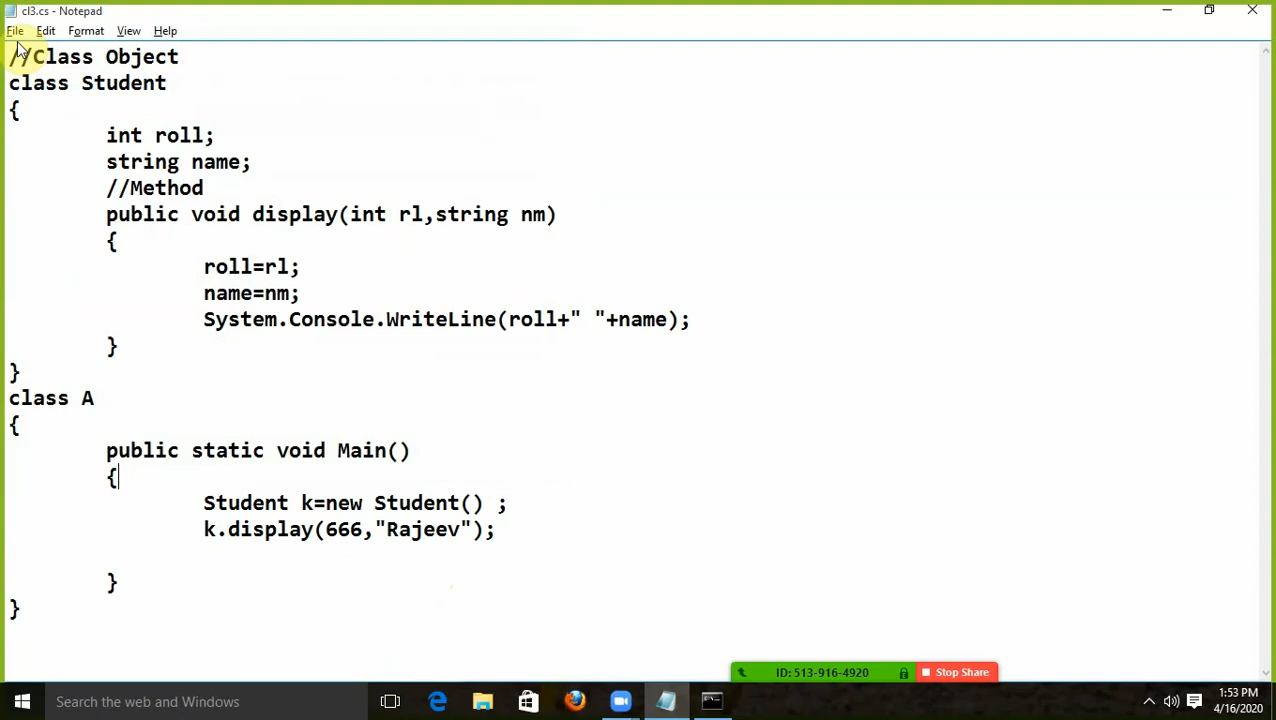 cl3.cs - Notepad
File Edit Format View Help
//Class Object
class Student
{
int roll;
string name;
//Method
public void display(int rl,string nm)
{
roll=rl;
name=nm;
System.Console.WriteLine(roll+" "+name);
}
}
class A
{
public static void Main()
{
Student k=new Student() ;
k.display(666,"Rajeev");
}
}
ID: 513-916-4920 Stop Share
Search the web and Windows
1:53 PM
4/16/2020